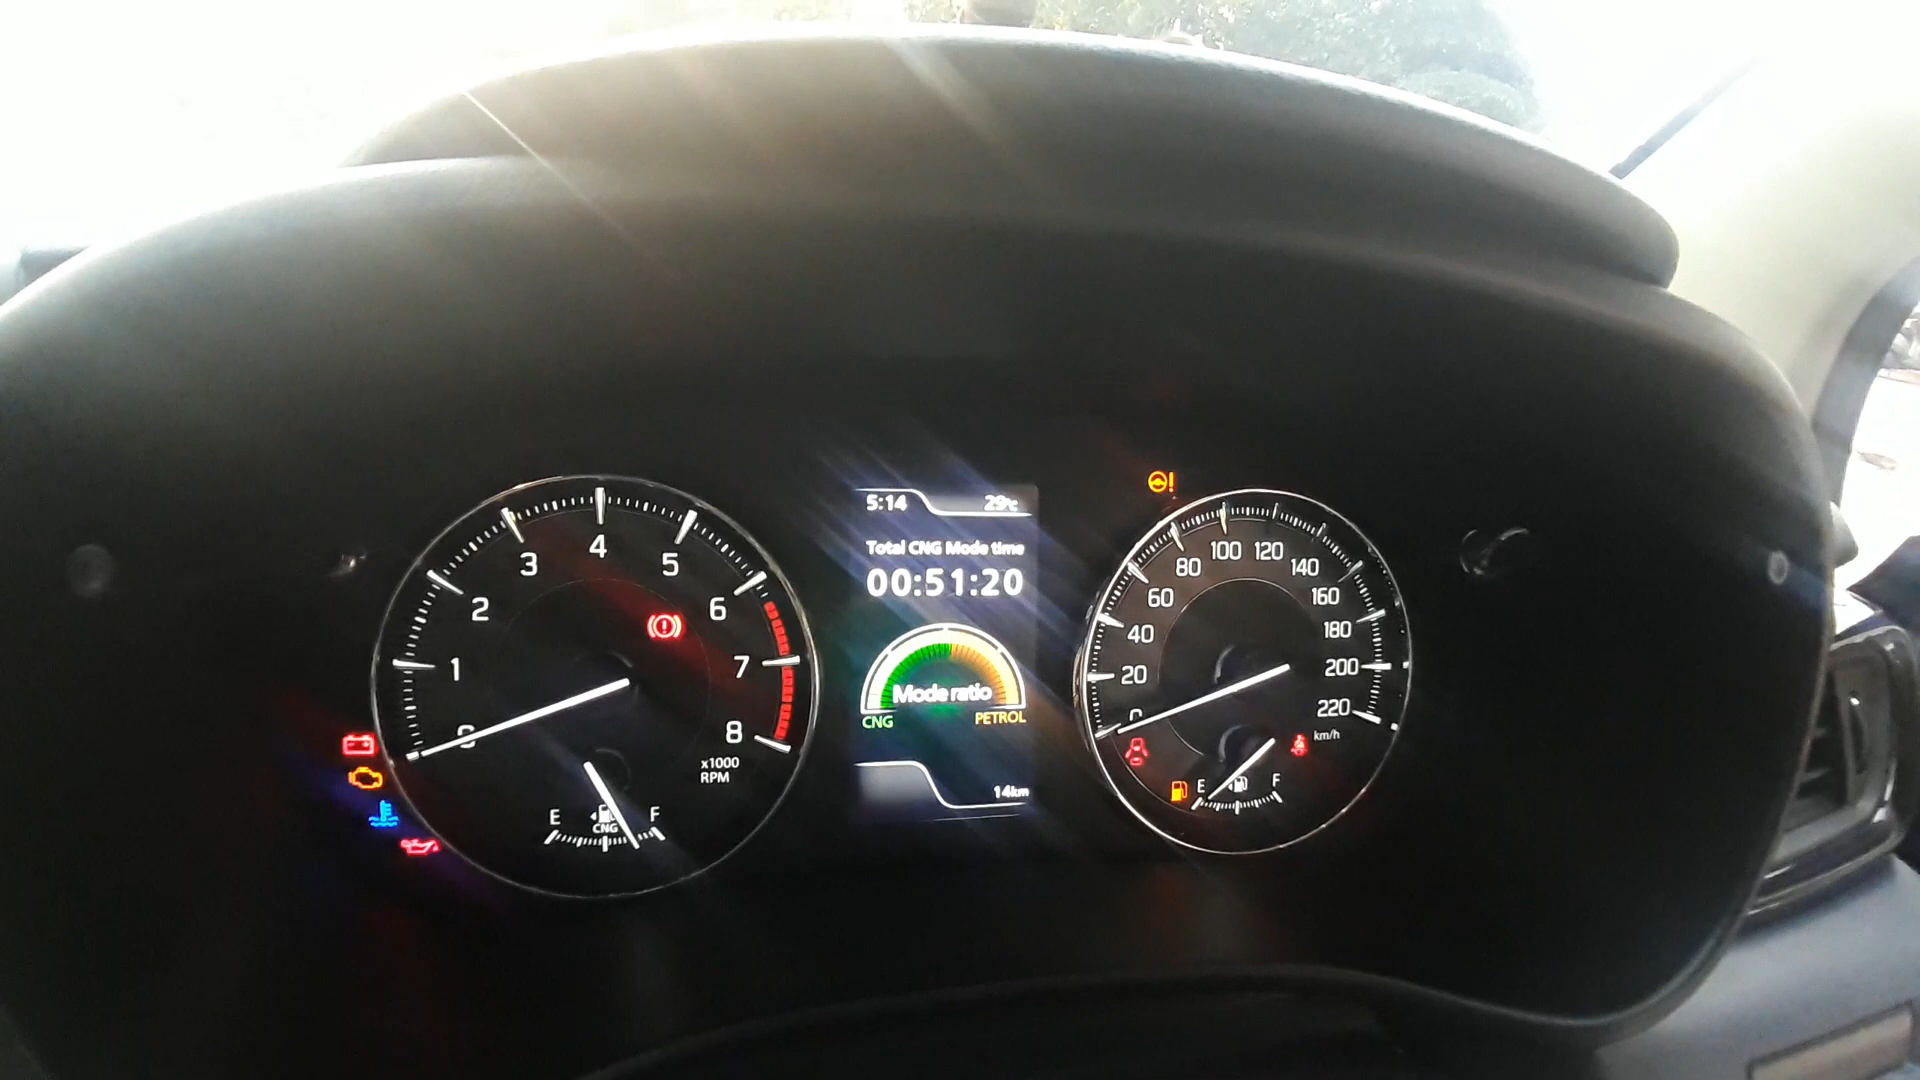 0
1
2
3
4
5
6
7
8
x1000
RPM
E
F
CNG
5:14 29℃
Total CNG Mode time
00:51:20
Mode ratio
CNG PETROL
14km
0
20
40
60
80
100
120
140
160
180
200
220
km/h
E
F